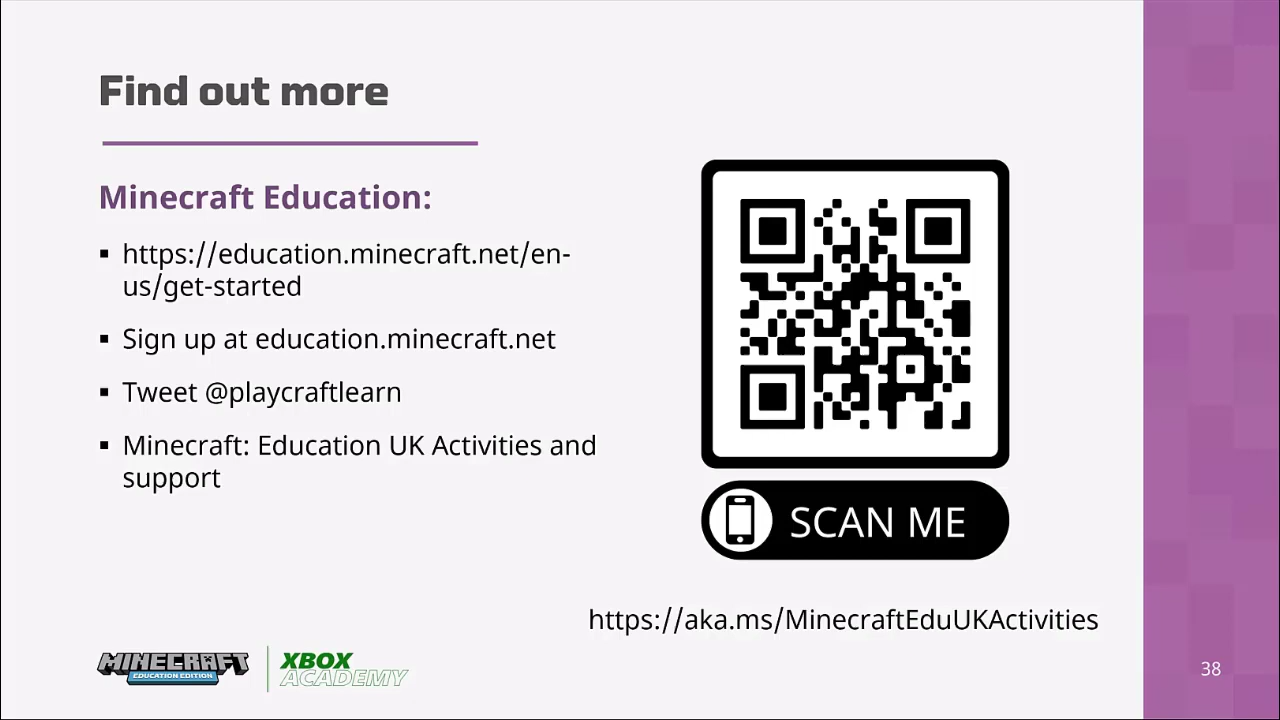 Find out more
Minecraft Education:
▪ https://education.minecraft.net/en-
us/get-started
▪ Sign up at education.minecraft.net
▪ Tweet @playcraftlearn
▪ Minecraft: Education UK Activities and
support
SCAN ME
https://aka.ms/MinecraftEduUKActivities
MINECRAFT
EDUCATION EDITION
XBOX
ACADEMY
38